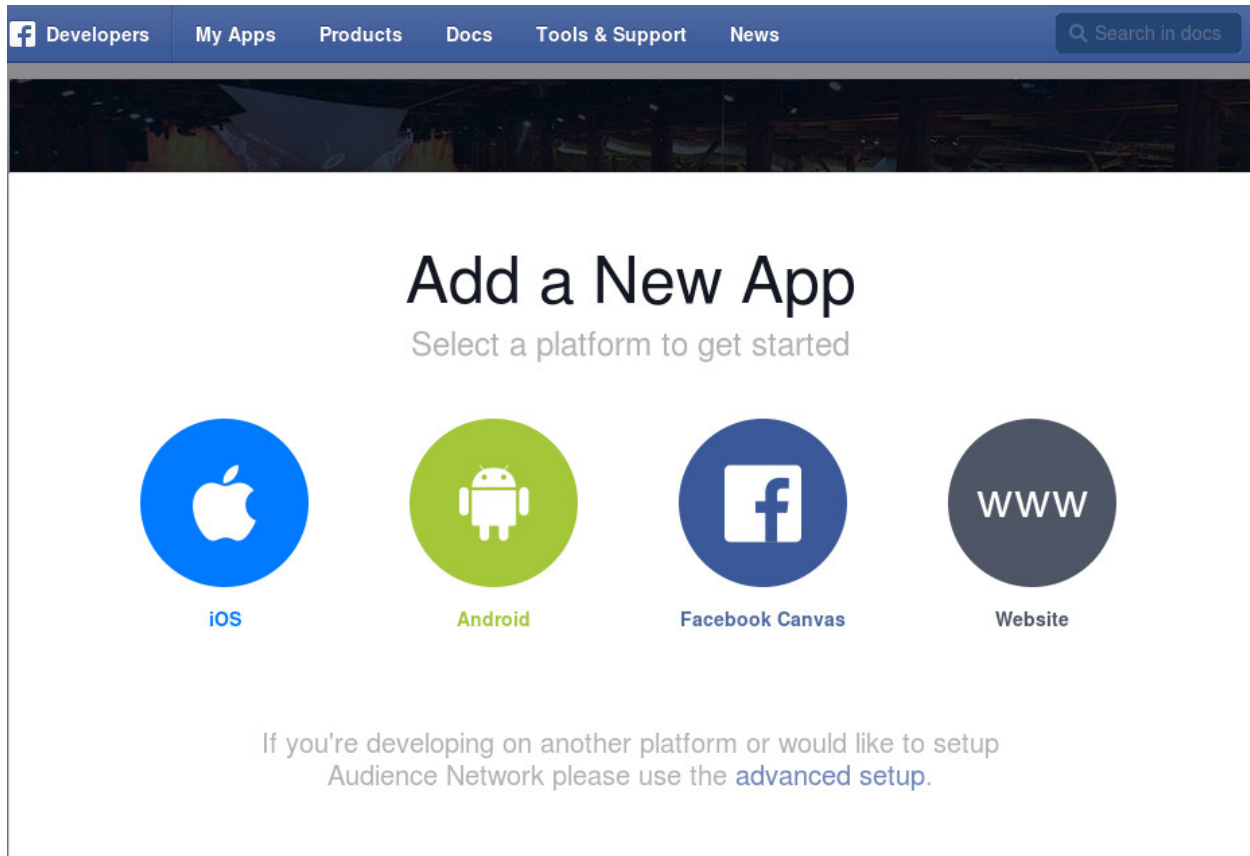 Developers My Apps Products Docs Tools & Support News Search in docs
Add a New App
Select a platform to get started
www
iOS Android Facebook Canvas Website
If you're developing on another platform or would like to setup
Audience Network please use the advanced setup.